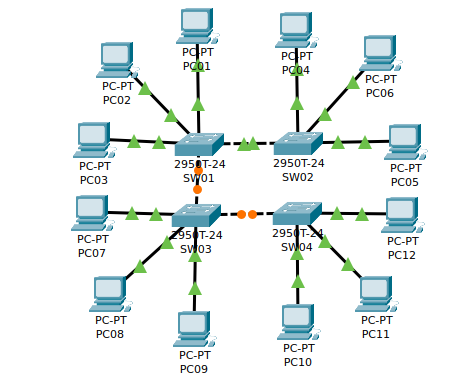 PC-PT
PC01
PC-PT
PC04
PC-PT
PC02
PC-PT
PC06
2950T-24
SW01
2950T-24
SW02
PC-PT
PC03
PC-PT
PC05
2950T-24
SW03
2950T-24
SW04
PC-PT
PC07
PC-PT
PC12
PC-PT
PC08
PC-PT
PC11
PC-PT
PC09
PC-PT
PC10